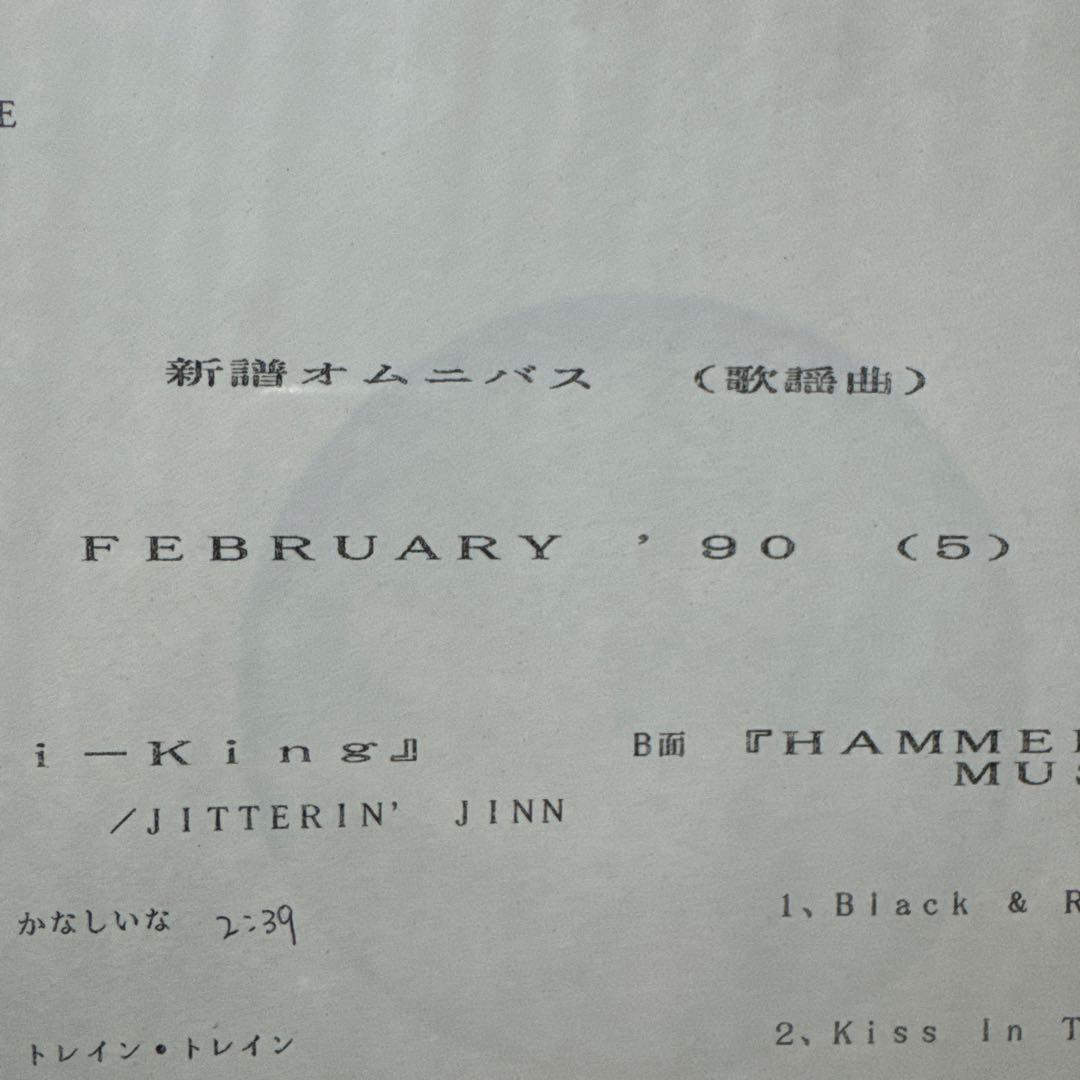 E
新譜オムニバス （歌謡曲）
FEBRUARY '90 (5)
i－King』
／JITTERIN' JINN
かなしいな 2:39
トレイン・トレイン
B面 『HAMME
MUS
1、Black & R
2、Kiss In T